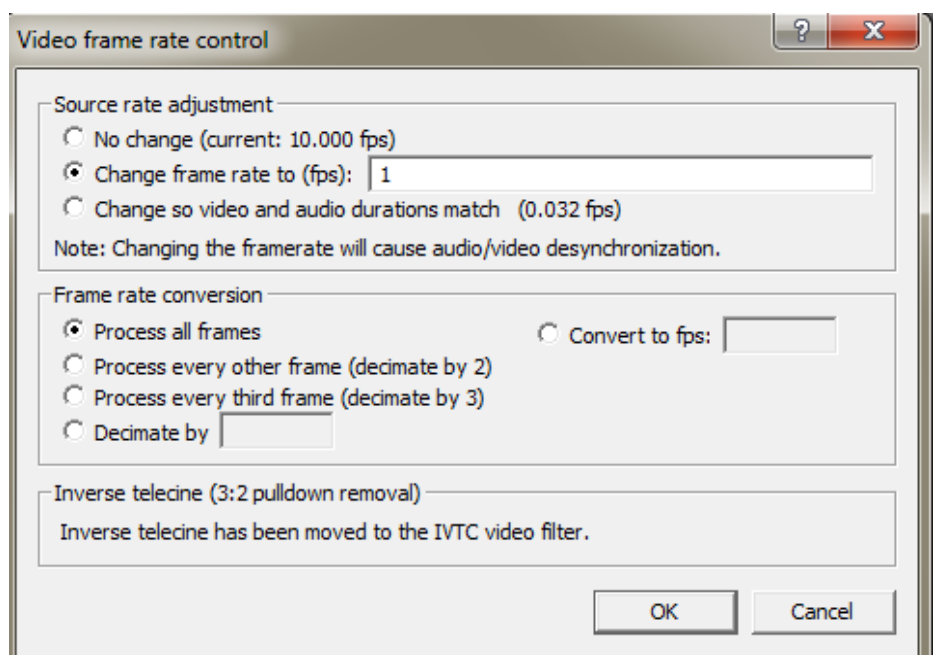 Video frame rate control
?
X
Source rate adjustment
No change (current: 10.000 fps)
Change frame rate to (fps): 1
Change so video and audio durations match (0.032 fps)
Note: Changing the framerate will cause audio/video desynchronization.
Frame rate conversion
Process all frames
Convert to fps:
Process every other frame (decimate by 2)
Process every third frame (decimate by 3)
Decimate by
Inverse telecine (3:2 pulldown removal)
Inverse telecine has been moved to the IVTC video filter.
OK
Cancel